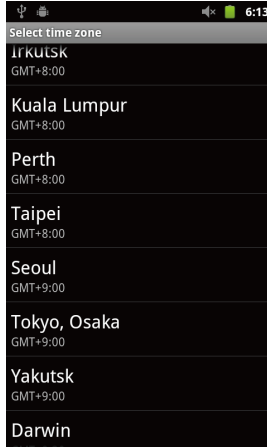 6:13
Select time zone
Irkutsk
GMT+8:00
Kuala Lumpur
GMT+8:00
Perth
GMT+8:00
Taipei
GMT+8:00
Seoul
GMT+9:00
Tokyo, Osaka
GMT+9:00
Yakutsk
GMT+9:00
Darwin